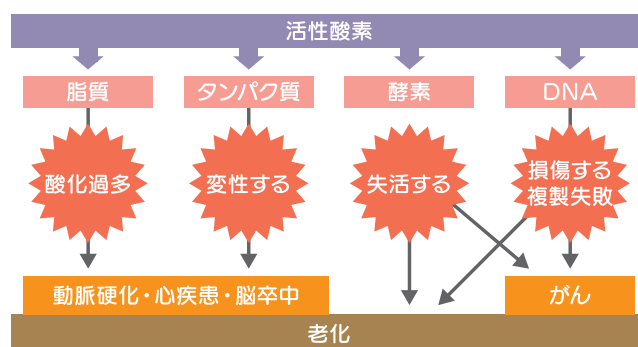 活性酸素
脂質
タンパク質
酵素
DNA
酸化過多
変性する
失活する
損傷する
複製失敗
動脈硬化・心疾患・脳卒中
がん
老化